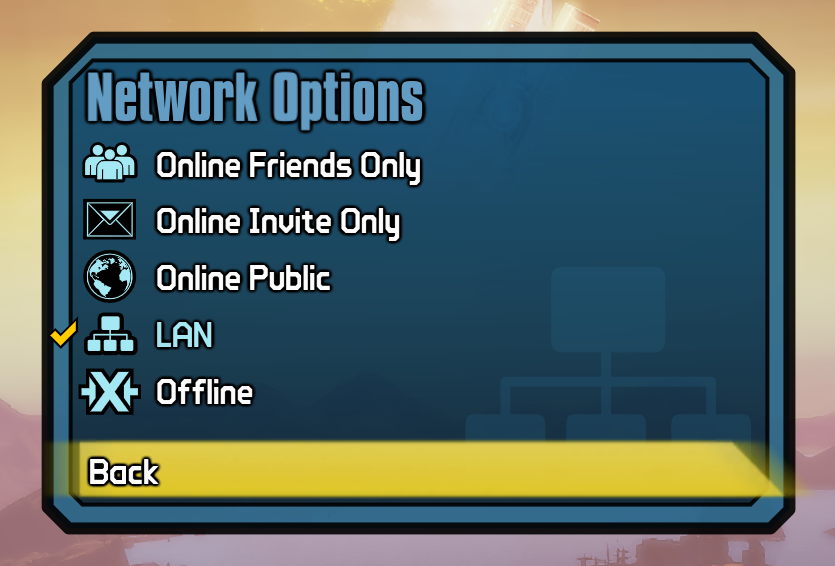 Network Options
Online Friends Only
Online Invite Only
Online Public
LAN
Offline
Back